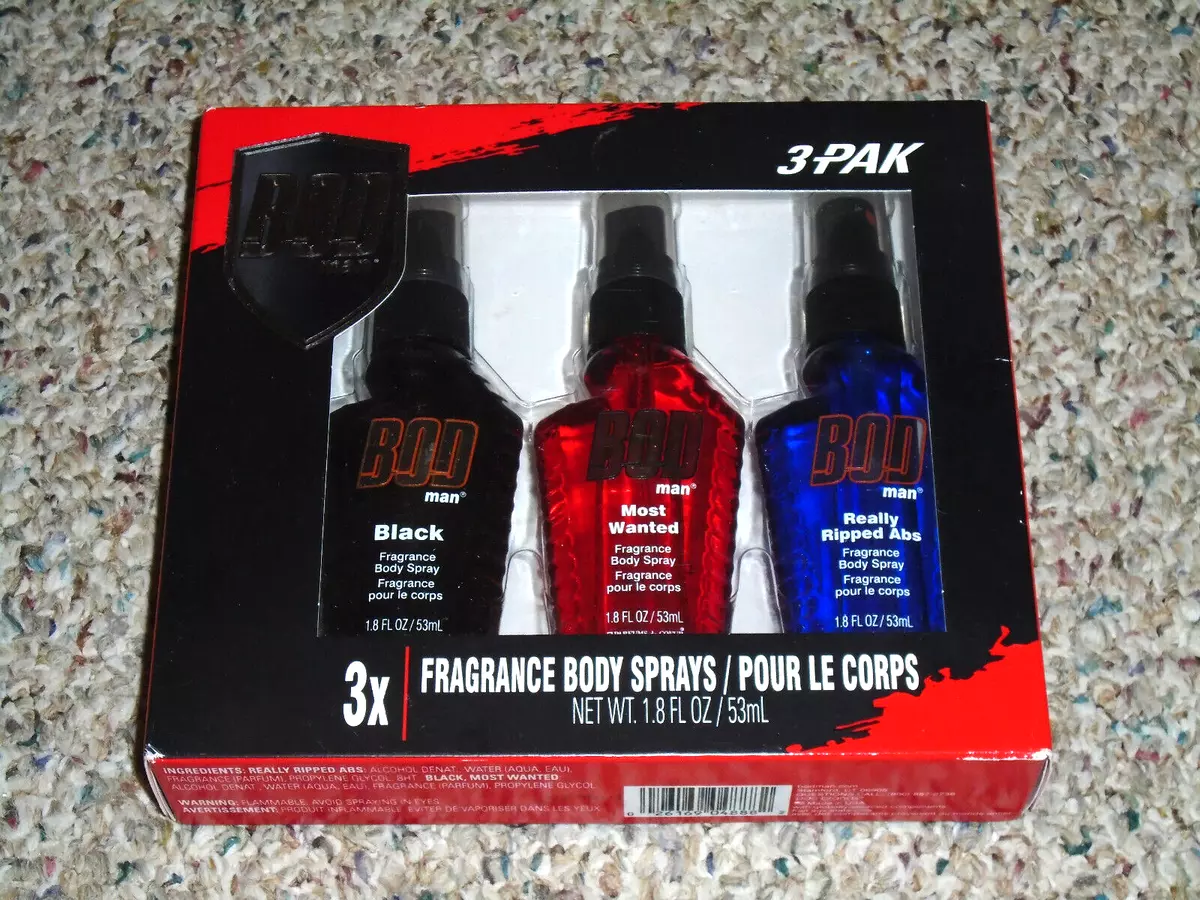 3-PAK
BOD
MAN
BOD
man®
Black
Fragrance
Body Spray
Fragrance
pour le corps
1.8 FL OZ / 53mL
BOD
man®
Most
Wanted
Fragrance
Body Spray
Fragrance
pour le corps
1.8 FL OZ / 53mL
BOD
man®
Really
Ripped Abs
Fragrance
Body Spray
Fragrance
pour le corps
1.8 FL OZ / 53mL
3x
FRAGRANCE BODY SPRAYS / POUR LE CORPS
NET WT. 1.8 FL OZ / 53mL
INGREDIENTS: REALLY RIPPED ABS: ALCOHOL DENAT., WATER (AQUA, EAU),
FRAGRANCE (PARFUM), PROPYLENE GLYCOL, BHT. BLACK, MOST WANTED
ALCOHOL DENAT., WATER (AQUA, EAU), FRAGRANCE (PARFUM), PROPYLENE GLYCOL
WARNING: FLAMMABLE. AVOID SPRAYING IN EYES.
AVERTISSEMENT: PRODUIT INFLAMMABLE. EVITER DE VAPORISER DANS LES YEUX
26169 04888 2